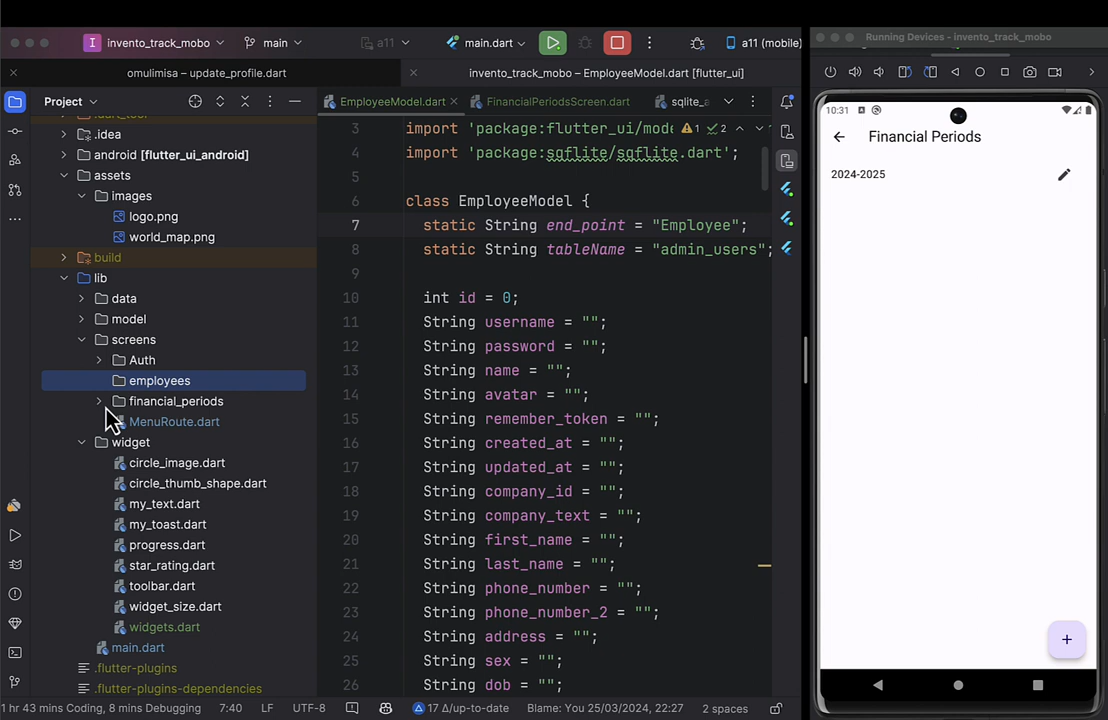 invento_track_mobo
main
a11
main.dart
a11 (mobile)
Running Devices - invento_track_mobo
omulimisa – update_profile.dart
invento_track_mobo – EmployeeModel.dart [flutter_ui]
Project
EmployeeModel.dart
FinancialPeriodsScreen.dart
sqlite_a
.idea
android [flutter_ui_android]
assets
images
logo.png
world_map.png
build
lib
data
model
screens
Auth
employees
financial_periods
MenuRoute.dart
widget
circle_image.dart
circle_thumb_shape.dart
my_text.dart
my_toast.dart
progress.dart
star_rating.dart
toolbar.dart
widget_size.dart
widgets.dart
main.dart
.flutter-plugins
.flutter-plugins-dependencies
3 import 'package:flutter_ui/mode
1
2
4 import 'package:sqflite/sqflite.dart';
5
6 class EmployeeModel {
7 static String end_point = "Employee";
8 static String tableName = "admin_users";
9
10 int id = 0;
11 String username = "";
12 String password = "";
13 String name = "";
14 String avatar = "";
15 String remember_token = "";
16 String created_at = "";
17 String updated_at = "";
18 String company_id = "";
19 String company_text = "";
20 String first_name = "";
21 String last_name = "";
22 String phone_number = "";
23 String phone_number_2 = "";
24 String address = "";
25 String sex = "";
26 String dob = "";
10:31
Financial Periods
2024-2025
+
1 hr 43 mins Coding, 8 mins Debugging
7:40
LF
UTF-8
17 Δ/up-to-date
Blame: You 25/03/2024, 22:27
2 spaces